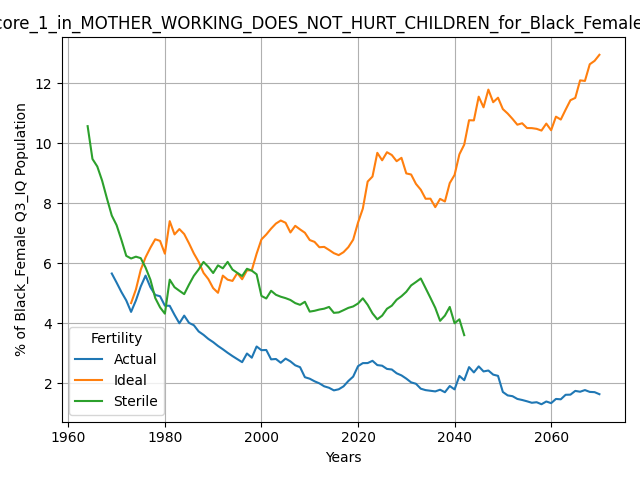 core_1_in_MOTHER_WORKING_DOES_NOT_HURT_CHILDREN_for_Black_Female
% of Black_Female Q3_IQ Population
12
10
8
6
4
2
Fertility
Actual
Ideal
Sterile
1960 1980 2000 2020 2040 2060
Years